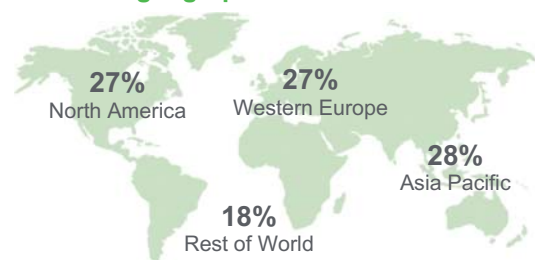 27%
North America
27%
Western Europe
28%
Asia Pacific
18%
Rest of World